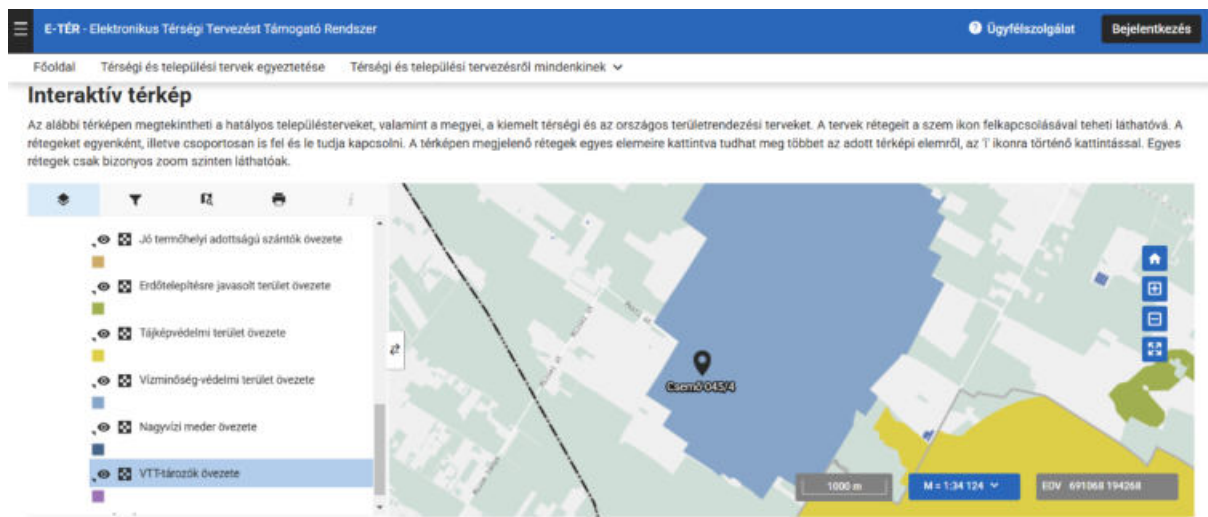 E-TÉR - Elektronikus Térségi Tervezést Támogató Rendszer
Ügyfélszolgálat
Bejelentkezés
Főoldal
Térségi és települési tervek egyeztetése
Térségi és települési tervezésről mindenkinek
Interaktív térkép
Az alábbi térképen megtekintheti a hatályos településterveket, valamint a megyei, a kiemelt térségi és az országos területrendezési terveket. A tervek rétegeit a szem ikon felkapcsolásával teheti láthatóvá. A
rétegeket egyenként, illetve csoportosan is fel és le tudja kapcsolni. A térképen megjelenő rétegek egyes elemeire kattintva tudhat meg többet az adott térképi elemről, az 'i' ikonra történő kattintással. Egyes
rétegek csak bizonyos zoom szinten láthatóak.
Jó termőhelyi adottságú szántók övezete
Erdőtelepítésre javasolt terület övezete
Tájképvédelmi terület övezete
Vízminőség-védelmi terület övezete
Nagyvízi meder övezete
VTT-tározók övezete
Csemő 045/4
1000 m
M = 1:34 124
EOV 691068 194268